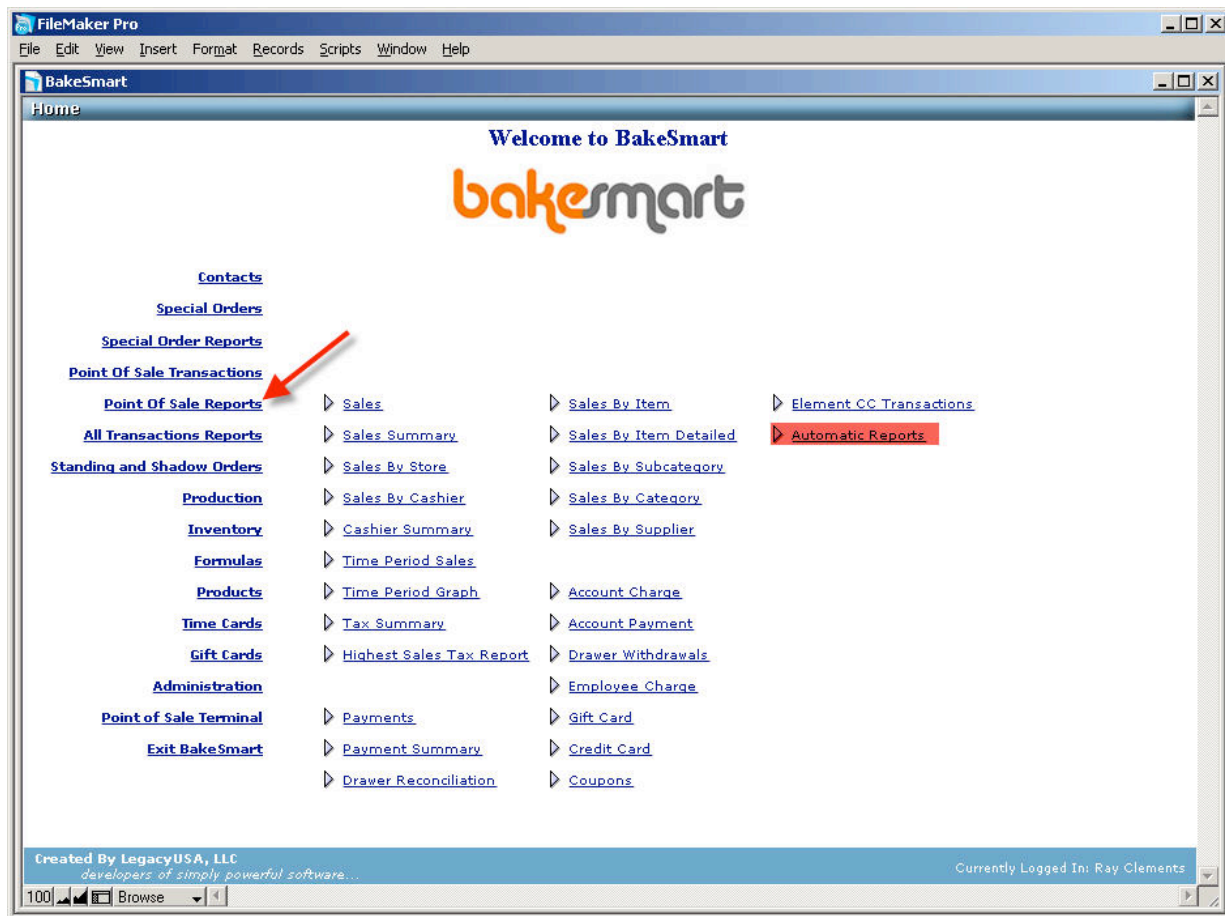 FileMaker Pro
File Edit View Insert Format Records Scripts Window Help
BakeSmart
Home
Welcome to BakeSmart
bakesmart
Contacts
Special Orders
Special Order Reports
Point Of Sale Transactions
Point Of Sale Reports Sales Sales By Item Element CC Transactions
All Transactions Reports Sales Summary Sales By Item Detailed Automatic Reports
Standing and Shadow Orders Sales By Store Sales By Subcategory
Production Sales By Cashier Sales By Category
Inventory Cashier Summary Sales By Supplier
Formulas Time Period Sales
Products Time Period Graph Account Charge
Time Cards Tax Summary Account Payment
Gift Cards Highest Sales Tax Report Drawer Withdrawals
Administration Employee Charge
Point of Sale Terminal Payments Gift Card
Exit BakeSmart Payment Summary Credit Card
Drawer Reconciliation Coupons
Created By LegacyUSA, LLC
developers of simply powerful software...
Currently Logged In: Ray Clements
100 Browse